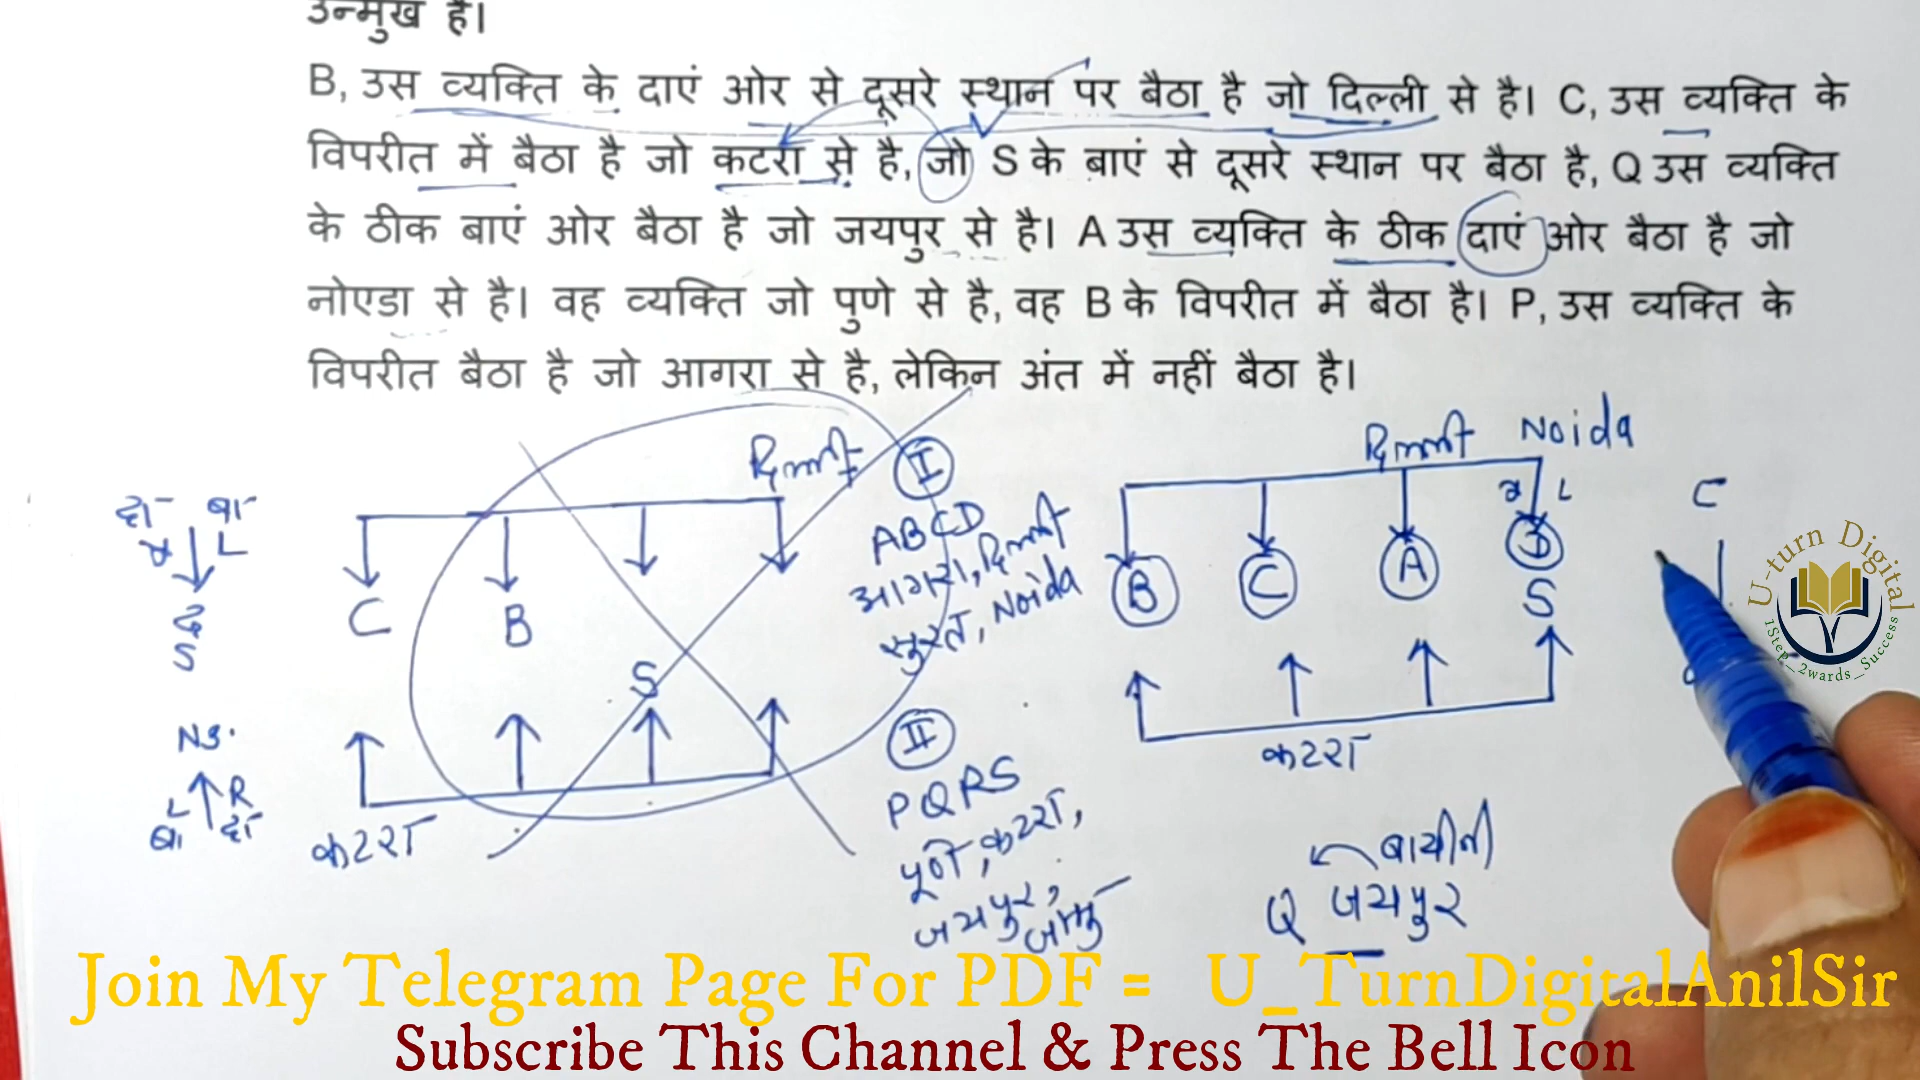 उन्मुख है।
B, उस व्यक्ति के दाएं ओर से दूसरे स्थान पर बैठा है जो दिल्ली से है। C, उस व्यक्ति के
विपरीत में बैठा है जो कटरा से है, जो S के बाएं से दूसरे स्थान पर बैठा है, Q उस व्यक्ति
के ठीक बाएं ओर बैठा है जो जयपुर से है। A उस व्यक्ति के ठीक दाएं ओर बैठा है जो
नोएडा से है। वह व्यक्ति जो पुणे से है, वह B के विपरीत में बैठा है। P, उस व्यक्ति के
विपरीत बैठा है जो आगरा से है, लेकिन अंत में नहीं बैठा है।
दिल्ली I
दिल्ली Noida
दा बा
L
S
ABCD
आगरा, दिल्ली
सूरत, Noida
C B
S
B C A D
L
S
C
NS.
L R
बा दा
कटरा
II
PQRS
पूणे, कटरा,
जयपुर,
जम्मु
कटरा
बायीनी
Q जयपुर
U-turn Digital
1Step_2wards_Success
Join My Telegram Page For PDF = U_TurnDigitalAnilSir
Subscribe This Channel & Press The Bell Icon